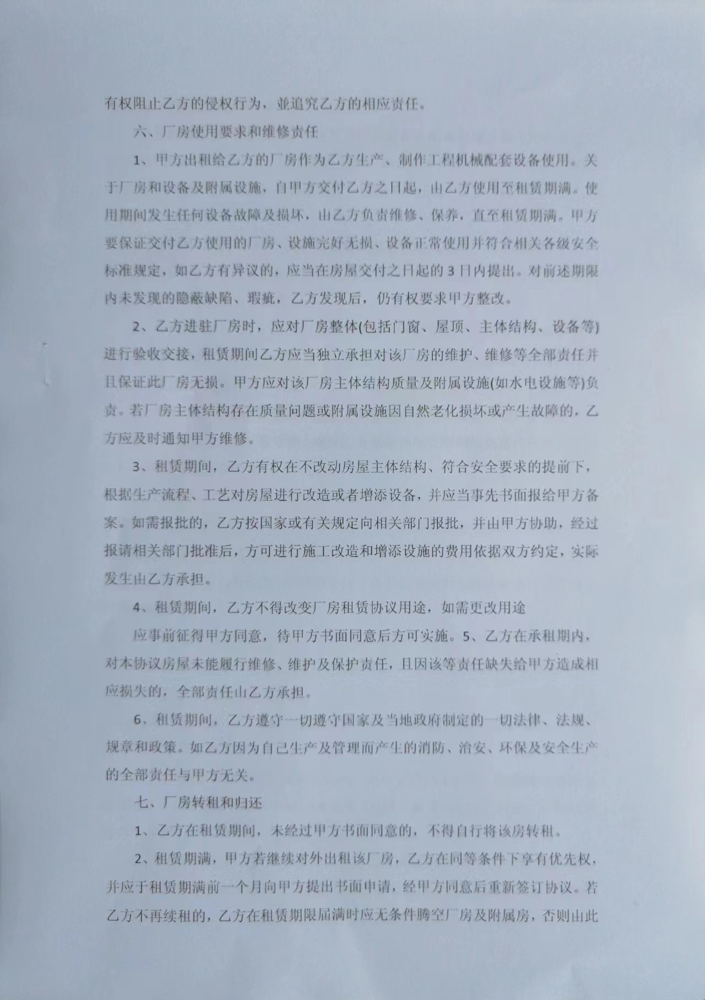 有权阻止乙方的侵权行为，並追究乙方的相应责任。
六、厂房使用要求和维修责任
1、甲方出租给乙方的厂房作为乙方生产、制作工程机械配套设备使用。关
于厂房和设备及附属设施，自甲方交付乙方之日起，由乙方使用至租赁期满。使
用期间发生任何设备故障及损坏，由乙方负责维修、保养，直至租赁期满。甲方
要保证交付乙方使用的厂房、设施完好无损、设备正常使用并符合相关各级安全
标准规定，如乙方有异议的，应当在房屋交付之日起的3日内提出。对前述期限
内未发现的隐蔽缺陷、瑕疵，乙方发现后，仍有权要求甲方整改。
2、乙方进驻厂房时，应对厂房整体(包括门窗、屋顶、主体结构、设备等)
进行验收交接，租赁期间乙方应当独立承担对该厂房的维护、维修等全部责任并
且保证此厂房无损。甲方应对该厂房主体结构质量及附属设施(如水电设施等)负
责。若厂房主体结构存在质量问题或附属设施因自然老化损坏或产生故障的，乙
方应及时通知甲方维修。
3、租赁期间，乙方有权在不改动房屋主体结构、符合安全要求的提前下，
根据生产流程、工艺对房屋进行改造或者增添设备，并应当事先书面报给甲方备
案。如需报批的，乙方按国家或有关规定向相关部门报批，并由甲方协助，经过
报请相关部门批准后，方可进行施工改造和增添设施的费用依据双方约定，实际
发生由乙方承担。
4、租赁期间，乙方不得改变厂房租赁协议用途，如需更改用途
应事前征得甲方同意，待甲方书面同意后方可实施。5、乙方在承租期内，
对本协议房屋未能履行维修、维护及保护责任，且因该等责任缺失给甲方造成相
应损失的，全部责任由乙方承担。
6、租赁期间，乙方遵守一切遵守国家及当地政府制定的一切法律、法规、
规章和政策。如乙方因为自己生产及管理而产生的消防、治安、环保及安全生产
的全部责任与甲方无关。
七、厂房转租和归还
1、乙方在租赁期间，未经过甲方书面同意的，不得自行将该房转租。
2、租赁期满，甲方若继续对外出租该厂房，乙方在同等条件下享有优先权，
并应于租赁期满前一个月向甲方提出书面申请，经甲方同意后重新签订协议。若
乙方不再续租的，乙方在租赁期限届满时应无条件腾空厂房及附属房，否则由此